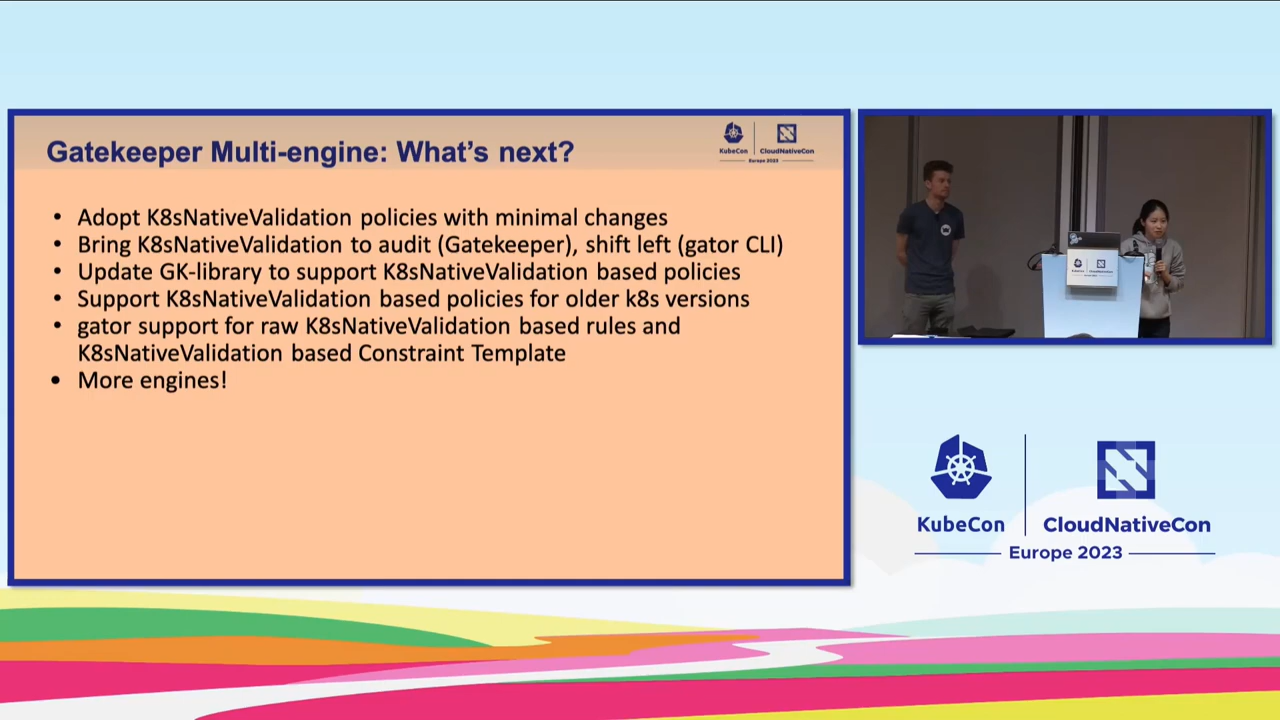 Gatekeeper Multi-engine: What's next?
KubeCon
CloudNativeCon
Europe 2023
• Adopt K8sNativeValidation policies with minimal changes
• Bring K8sNativeValidation to audit (Gatekeeper), shift left (gator CLI)
• Update GK-library to support K8sNativeValidation based policies
• Support K8sNativeValidation based policies for older k8s versions
• gator support for raw K8sNativeValidation based rules and
K8sNativeValidation based Constraint Template
• More engines!
KubeCon
CloudNativeCon
Europe 2023